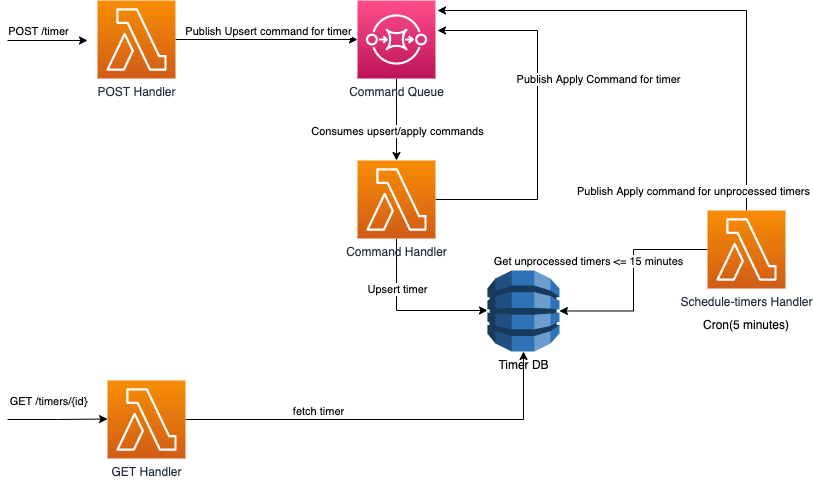 POST /timer
Publish Upsert command for timer
POST Handler
Command Queue
Publish Apply Command for timer
Consumes upsert/apply commands
Publish Apply command for unprocessed timers
Command Handler
Get unprocessed timers <= 15 minutes
Upsert timer
Schedule-timers Handler
Cron(5 minutes)
Timer DB
GET /timers/{id}
fetch timer
GET Handler